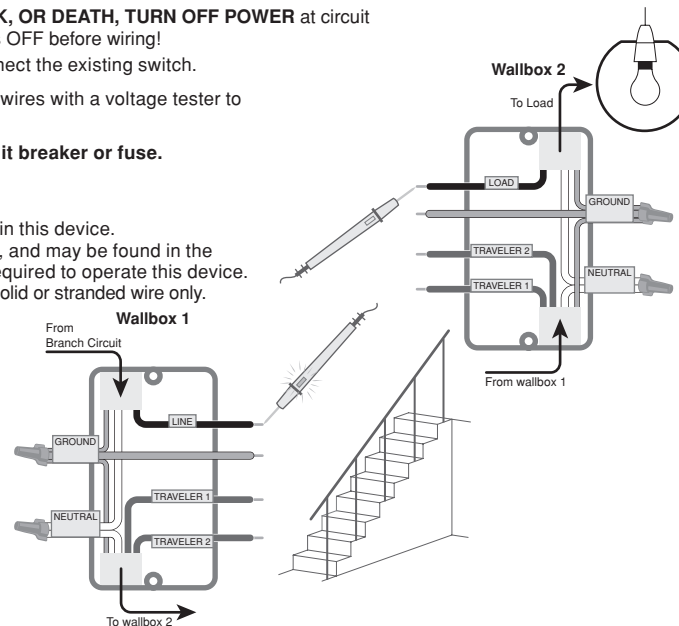 K, OR DEATH, TURN OFF POWER at circuit
s OFF before wiring!
nect the existing switch.
wires with a voltage tester to
it breaker or fuse.
in this device.
, and may be found in the
equired to operate this device.
olid or stranded wire only.
Wallbox 2
To Load
LOAD
GROUND
TRAVELER 2
NEUTRAL
TRAVELER 1
From wallbox 1
Wallbox 1
From
Branch Circuit
LINE
GROUND
TRAVELER 1
NEUTRAL
TRAVELER 2
To wallbox 2